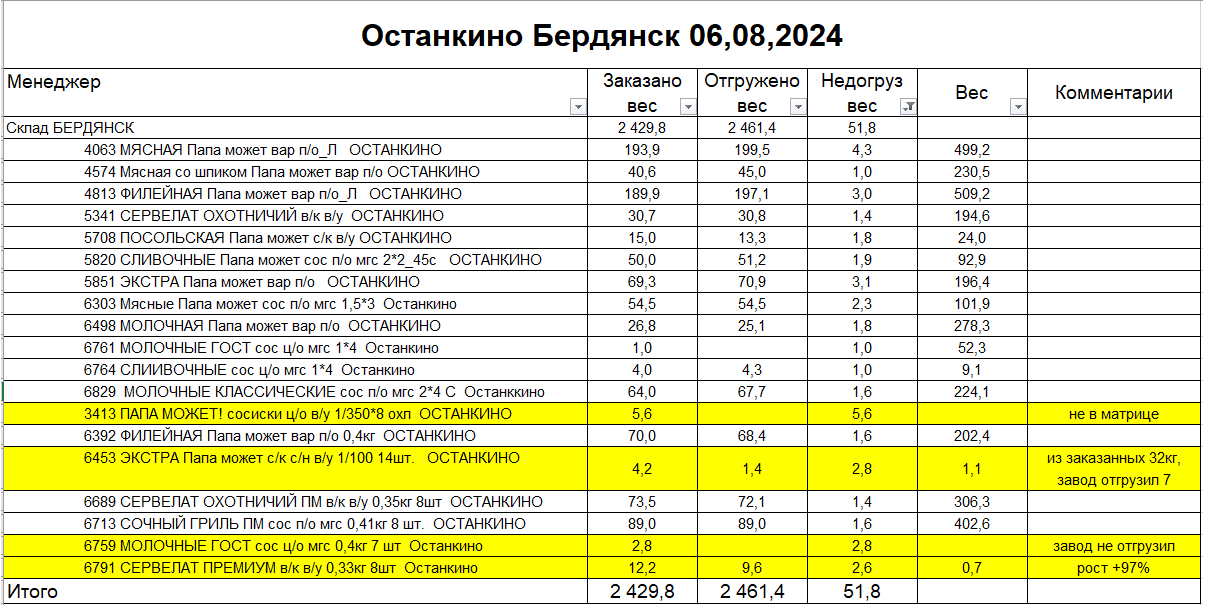 Останкино Бердянск 06,08,2024
Менеджер Заказано вес Отгружено вес Недогруз вес Вес Комментарии
Склад БЕРДЯНСК 2 429,8 2 461,4 51,8
4063 МЯСНАЯ Папа может вар п/о_Л ОСТАНКИНО 193,9 199,5 4,3 499,2
4574 Мясная со шпиком Папа может вар п/о ОСТАНКИНО 40,6 45,0 1,0 230,5
4813 ФИЛЕЙНАЯ Папа может вар п/о_Л ОСТАНКИНО 189,9 197,1 3,0 509,2
5341 СЕРВЕЛАТ ОХОТНИЧИЙ в/к в/у ОСТАНКИНО 30,7 30,8 1,4 194,6
5708 ПОСОЛЬСКАЯ Папа может с/к в/у ОСТАНКИНО 15,0 13,3 1,8 24,0
5820 СЛИВОЧНЫЕ Папа может сос п/о мгс 2*2_45с ОСТАНКИНО 50,0 51,2 1,9 92,9
5851 ЭКСТРА Папа может вар п/о ОСТАНКИНО 69,3 70,9 3,1 196,4
6303 Мясные Папа может сос п/о мгс 1,5*3 Останкино 54,5 54,5 2,3 101,9
6498 МОЛОЧНАЯ Папа может вар п/о ОСТАНКИНО 26,8 25,1 1,8 278,3
6761 МОЛОЧНЫЕ ГОСТ сос ц/о мгс 1*4 Останкино 1,0 1,0 52,3
6764 СЛИИВОЧНЫЕ сос ц/о мгс 1*4 Останкино 4,0 4,3 1,0 9,1
6829 МОЛОЧНЫЕ КЛАССИЧЕСКИЕ сос п/о мгс 2*4 С Останккино 64,0 67,7 1,6 224,1
3413 ПАПА МОЖЕТ! сосиски ц/о в/у 1/350*8 охл ОСТАНКИНО 5,6 5,6 не в матрице
6392 ФИЛЕЙНАЯ Папа может вар п/о 0,4кг ОСТАНКИНО 70,0 68,4 1,6 202,4
6453 ЭКСТРА Папа может с/к с/н в/у 1/100 14шт. ОСТАНКИНО 4,2 1,4 2,8 1,1 из заказанных 32кг,
завод отгрузил 7
6689 СЕРВЕЛАТ ОХОТНИЧИЙ ПМ в/к в/у 0,35кг 8шт ОСТАНКИНО 73,5 72,1 1,4 306,3
6713 СОЧНЫЙ ГРИЛЬ ПМ сос п/о мгс 0,41кг 8 шт. ОСТАНКИНО 89,0 89,0 1,6 402,6
6759 МОЛОЧНЫЕ ГОСТ сос ц/о мгс 0,4кг 7 шт Останкино 2,8 2,8 завод не отгрузил
6791 СЕРВЕЛАТ ПРЕМИУМ в/к в/у 0,33кг 8шт Останкино 12,2 9,6 2,6 0,7 рост +97%
Итого 2 429,8 2 461,4 51,8